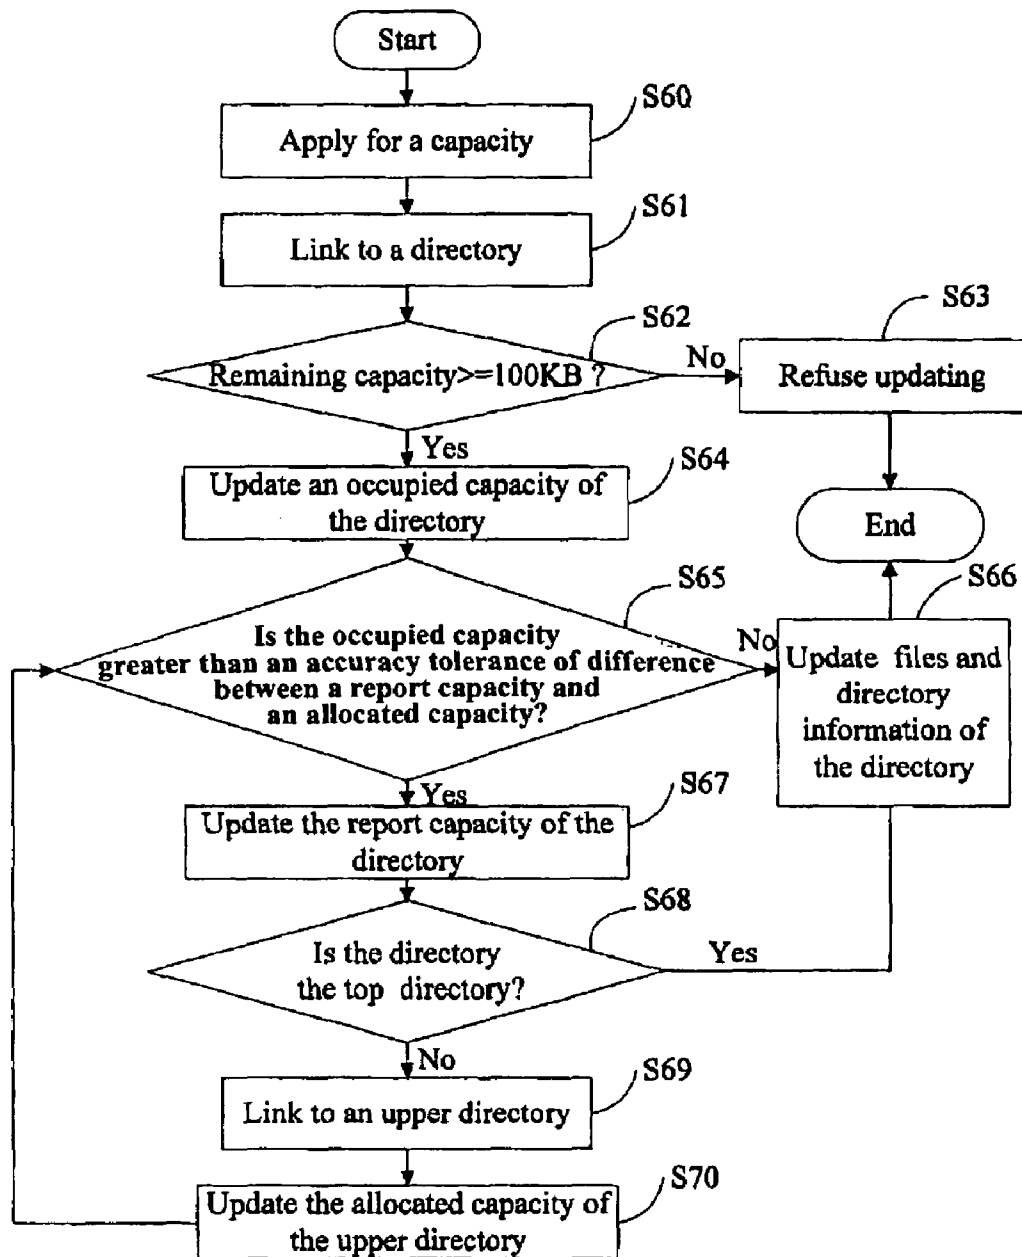 Start
S60
Apply for a capacity
S61
Link to a directory
S62
Remaining capacity>=100KB ?
No
S63
Refuse updating
Yes
S64
Update an occupied capacity of
the directory
End
S65
Is the occupied capacity
greater than an accuracy tolerance of difference
between a report capacity and
an allocated capacity?
No
S66
Update files and
directory
information of
the directory
Yes
S67
Update the report capacity of the
directory
S68
Is the directory
the top directory?
Yes
No
S69
Link to an upper directory
S70
Update the allocated capacity of
the upper directory